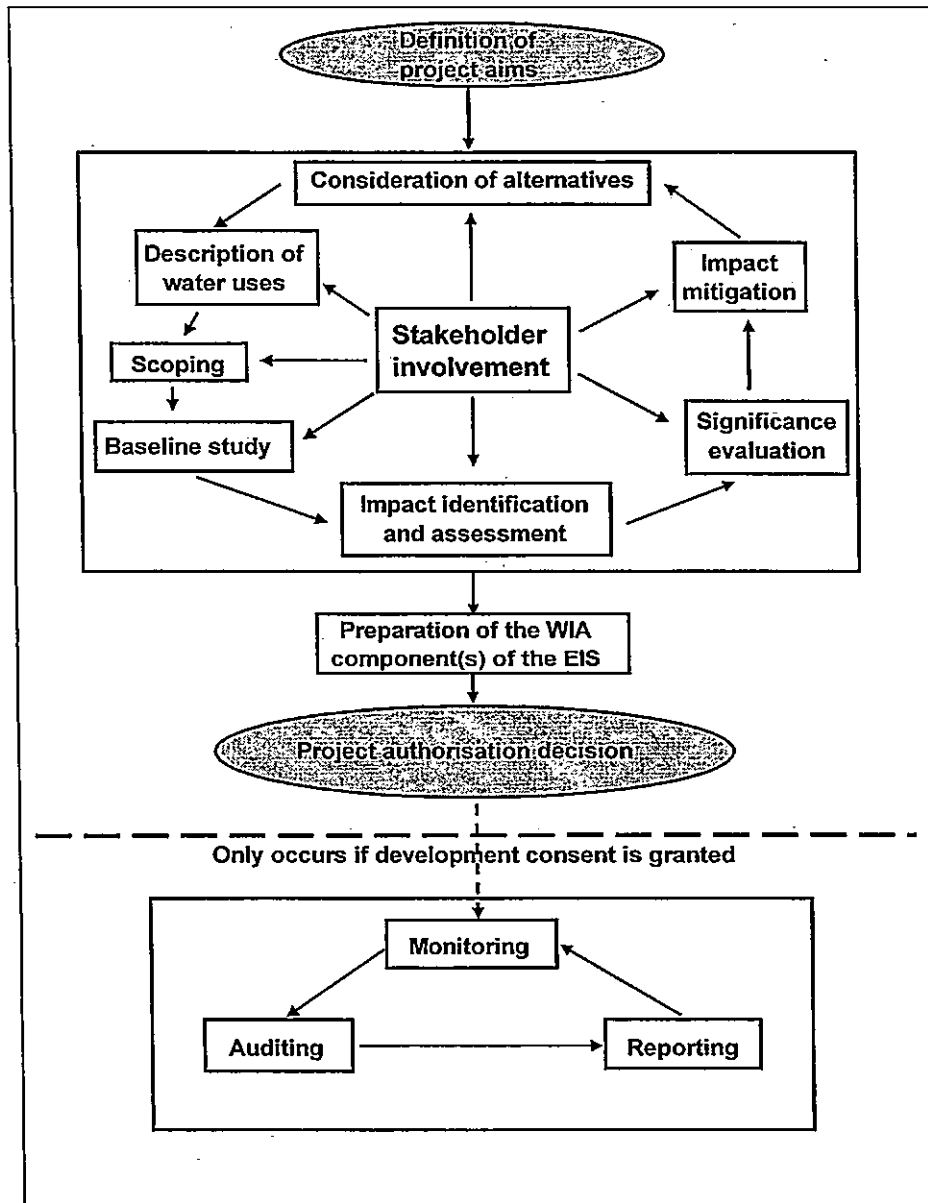 Definition of
project aims
Consideration of alternatives
Description of
water uses
Impact
mitigation
Stakeholder
involvement
Scoping
Baseline study
Significance
evaluation
Impact identification
and assessment
Preparation of the WIA
component(s) of the EIS
Project authorisation decision
Only occurs if development consent is granted
Monitoring
Auditing
Reporting